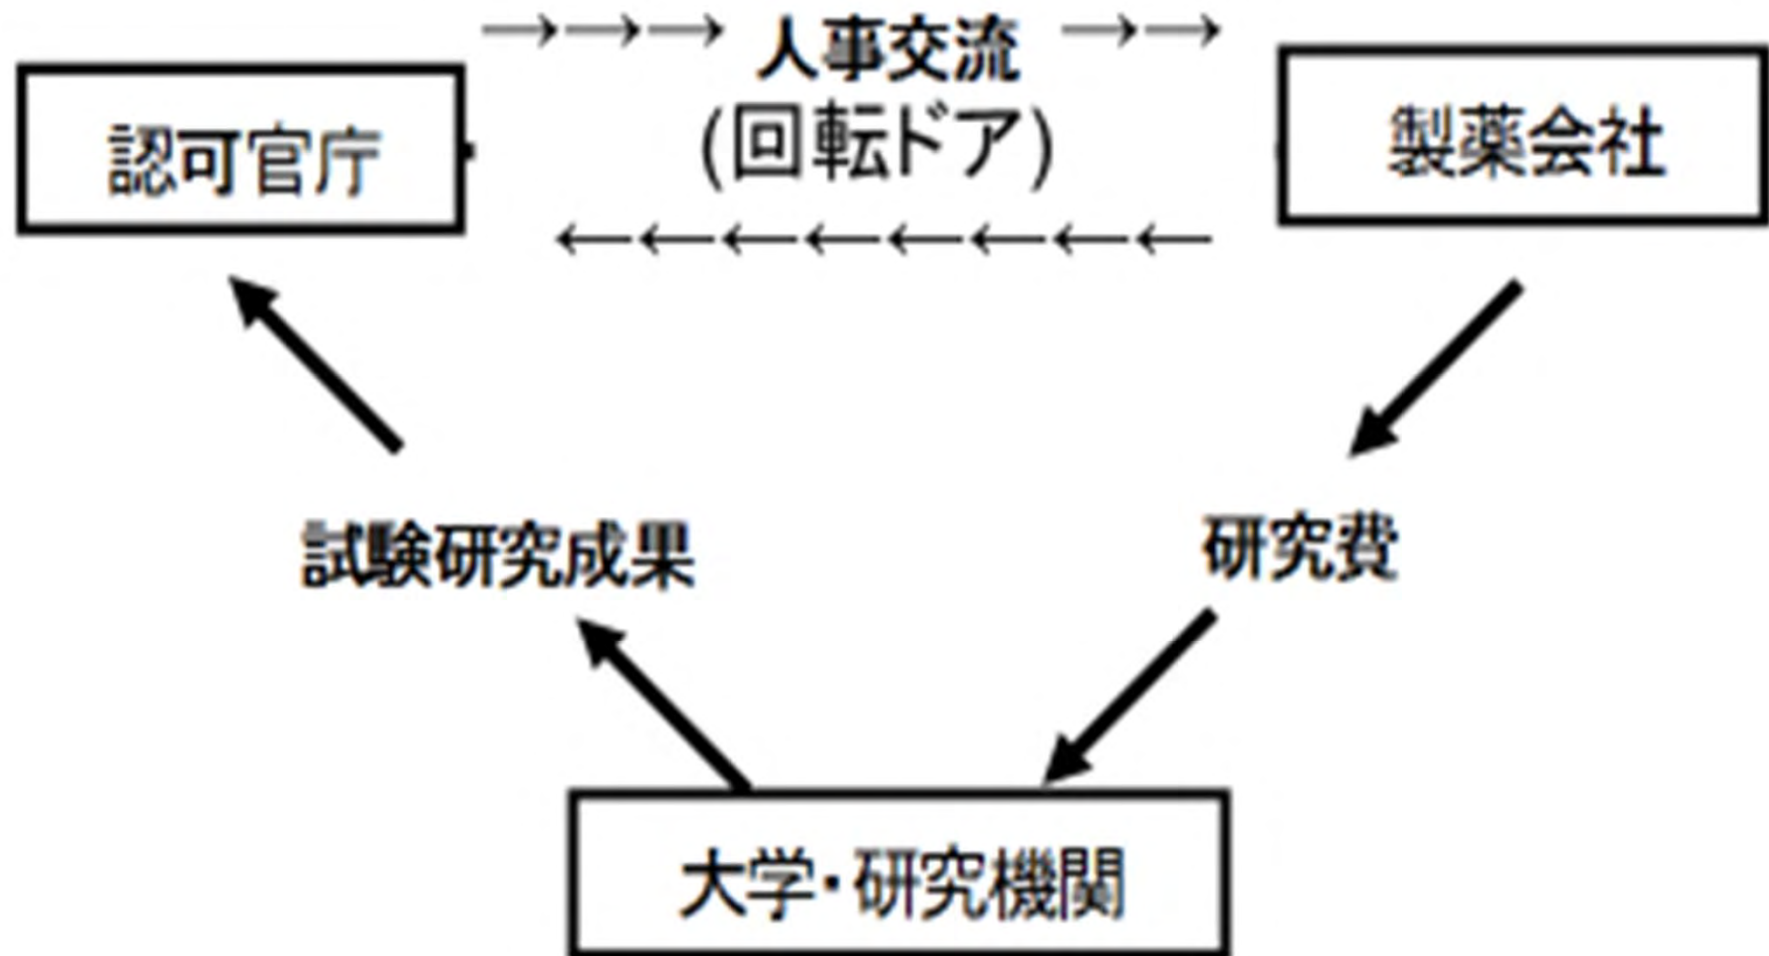 →→→ 人事交流 →→
(回転ドア)
←←←←←←←←
認可官庁
製薬会社
試験研究成果
研究費
大学・研究機関